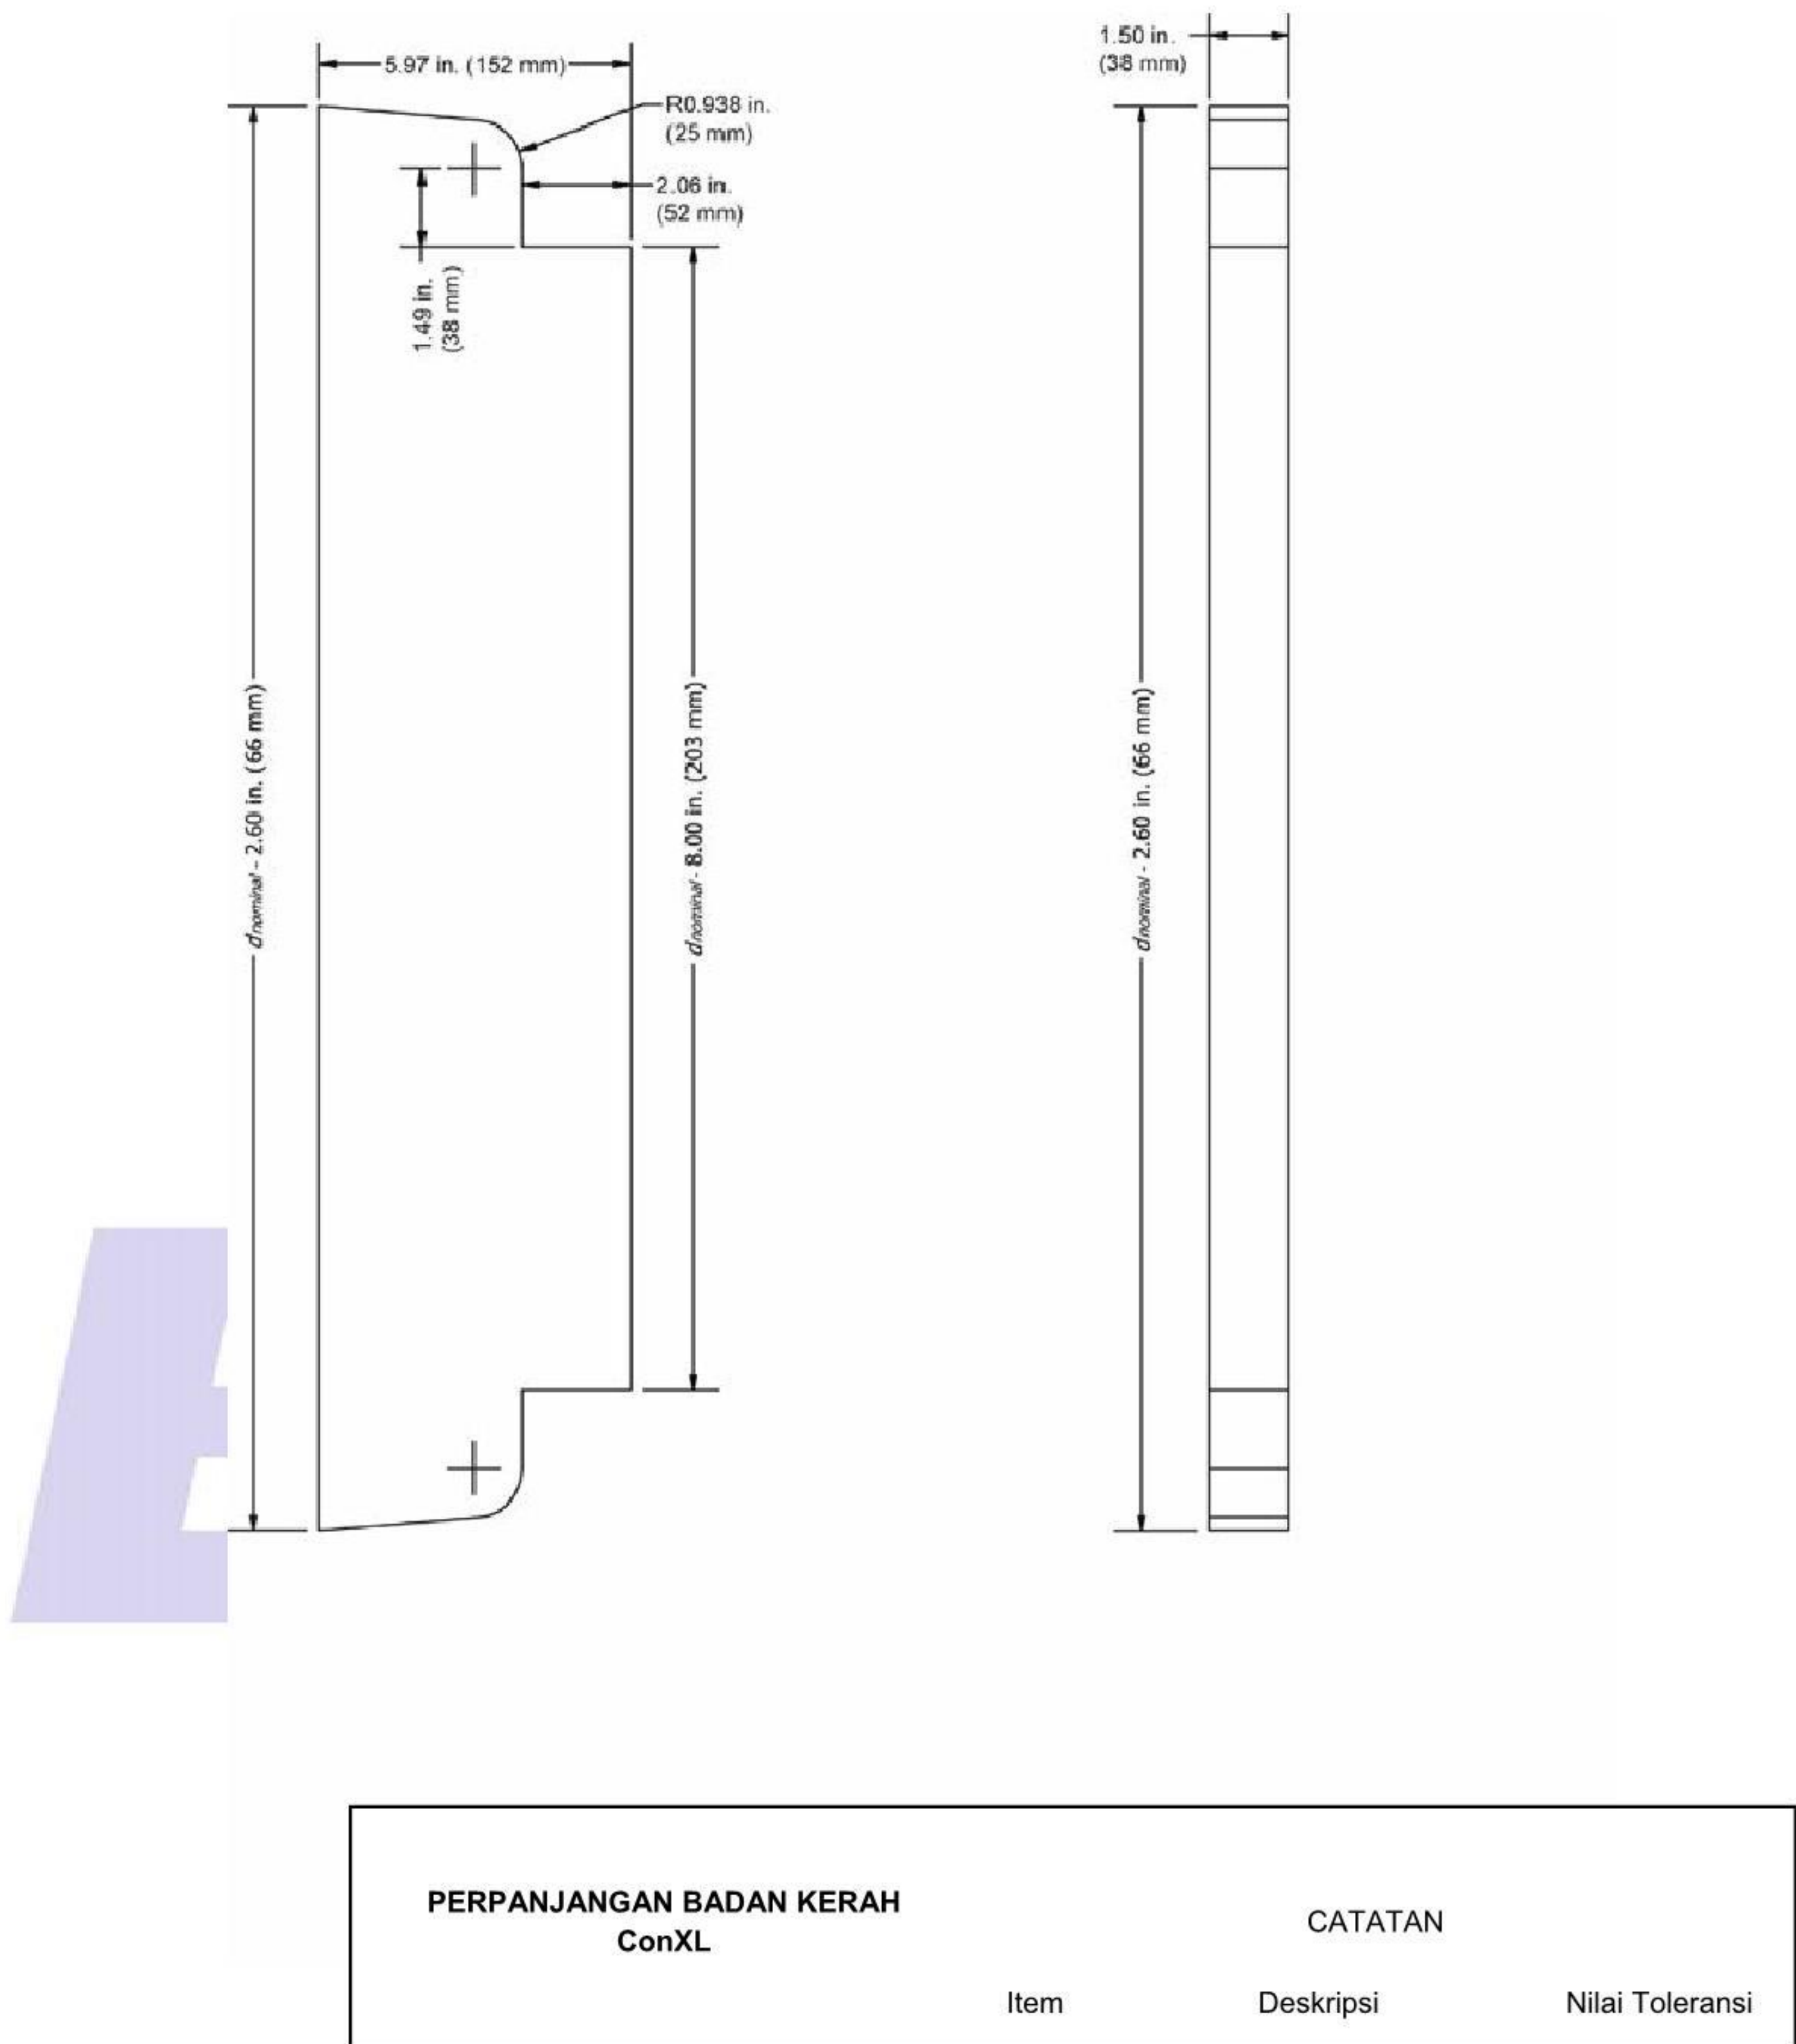 5.97 in. (152 mm)
1.50 in.
(38 mm)
R0.938 in.
(25 mm)
2.06 in.
(52 mm)
1.49 in.
(38 mm)
dnominal - 2.60 in. (66 mm)
dnominal - 8.00 in. (203 mm)
dnominal - 2.60 in. (66 mm)
PERPANJANGAN BADAN KERAH
ConXL
CATATAN
Item Deskripsi Nilai Toleransi